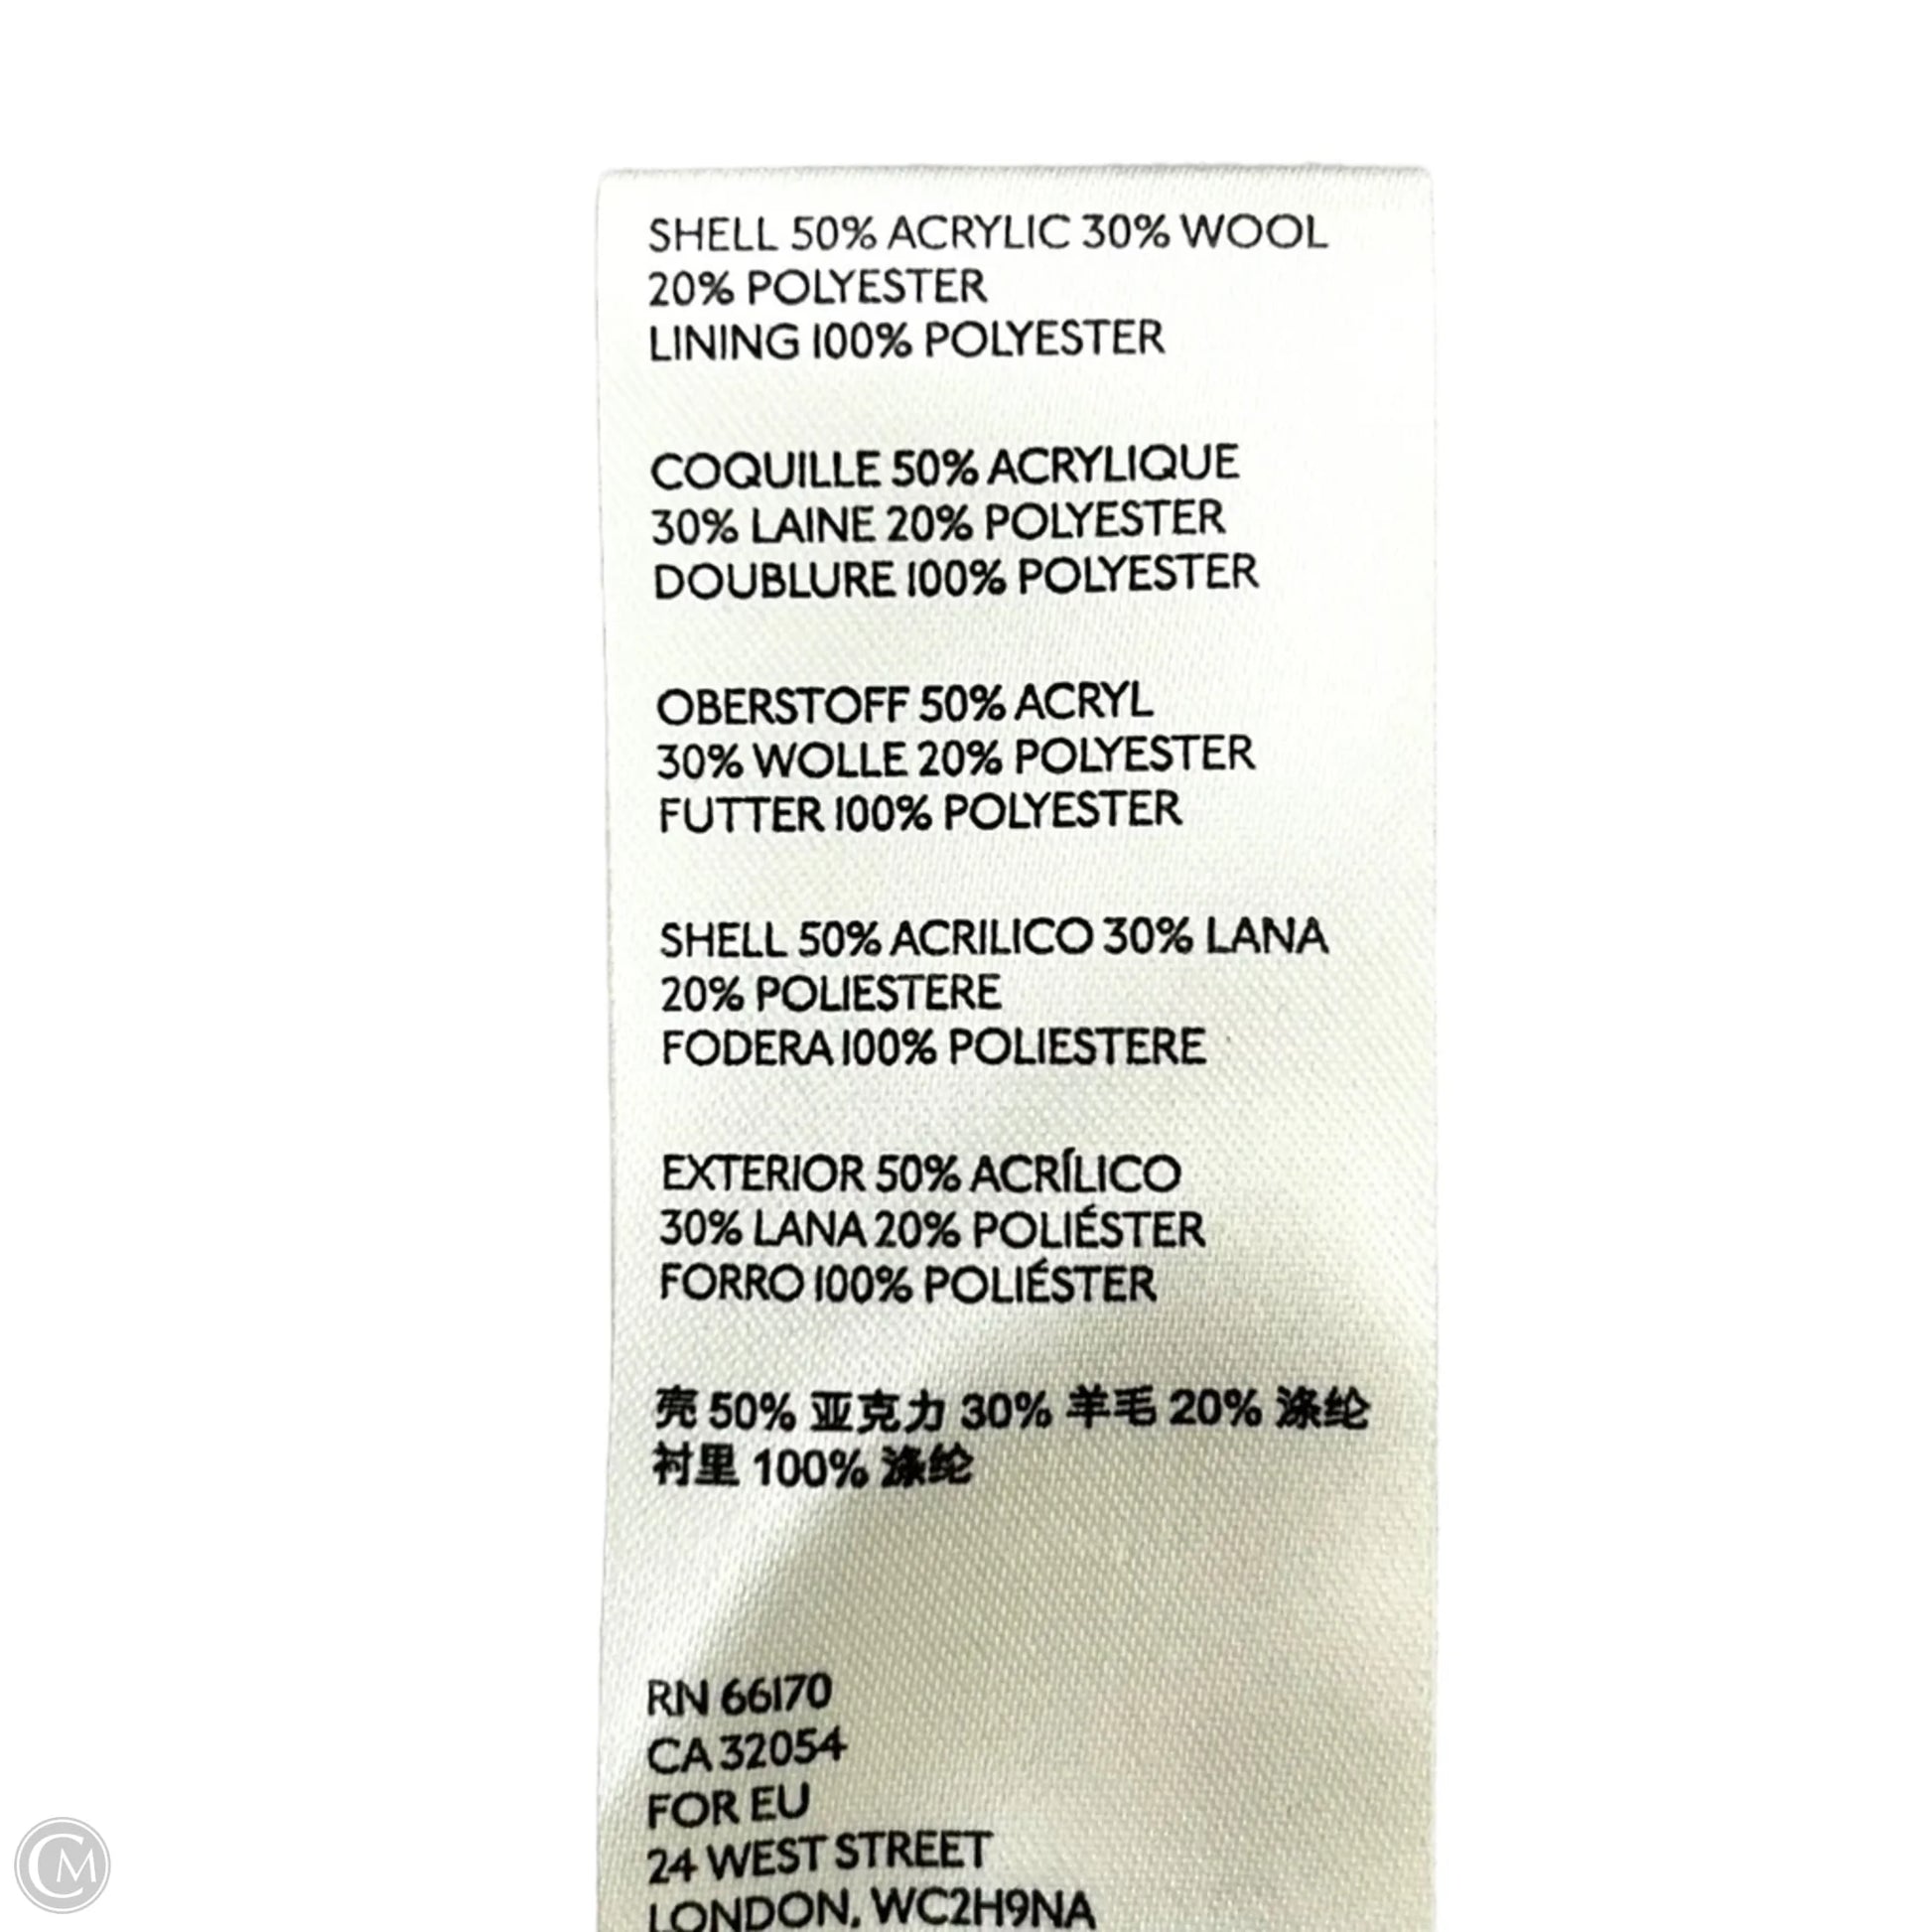 SHELL 50% ACRYLIC 30% WOOL
20% POLYESTER
LINING 100% POLYESTER
COQUILLE 50% ACRYLIQUE
30% LAINE 20% POLYESTER
DOUBLURE 100% POLYESTER
OBERSTOFF 50% ACRYL
30% WOLLE 20% POLYESTER
FUTTER 100% POLYESTER
SHELL 50% ACRILICO 30% LANA
20% POLIESTERE
FODERA 100% POLIESTERE
EXTERIOR 50% ACRÍLICO
30% LANA 20% POLIÉSTER
FORRO 100% POLIÉSTER
壳 50% 亚克力 30% 羊毛 20% 涤纶
衬里 100% 涤纶
RN 66170
CA 32054
FOR EU
24 WEST STREET
LONDON, WC2H9NA
CM